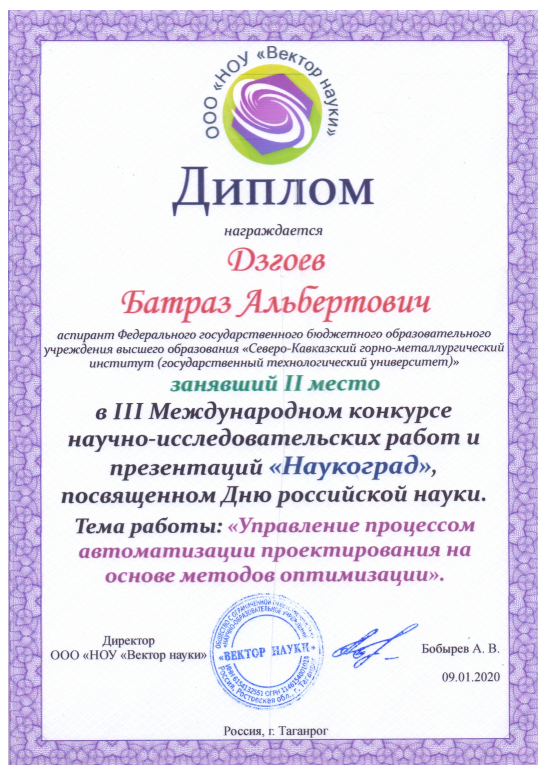 ООО «НОУ «Вектор науки»
Диплом
награждается
Дзгоев
Батраз Альбертович
аспирант Федерального государственного бюджетного образовательного
учреждения высшего образования «Северо-Кавказский горно-металлургический
институт (государственный технологический университет)»
занявший II место
в III Международном конкурсе
научно-исследовательских работ и
презентаций «Наукоград»,
посвященном Дню российской науки.
Тема работы: «Управление процессом
автоматизации проектирования на
основе методов оптимизации».
Директор
ООО «НОУ «Вектор науки»
«ВЕКТОР НАУКИ»
Бобырев А. В.
09.01.2020
Россия, г. Таганрог